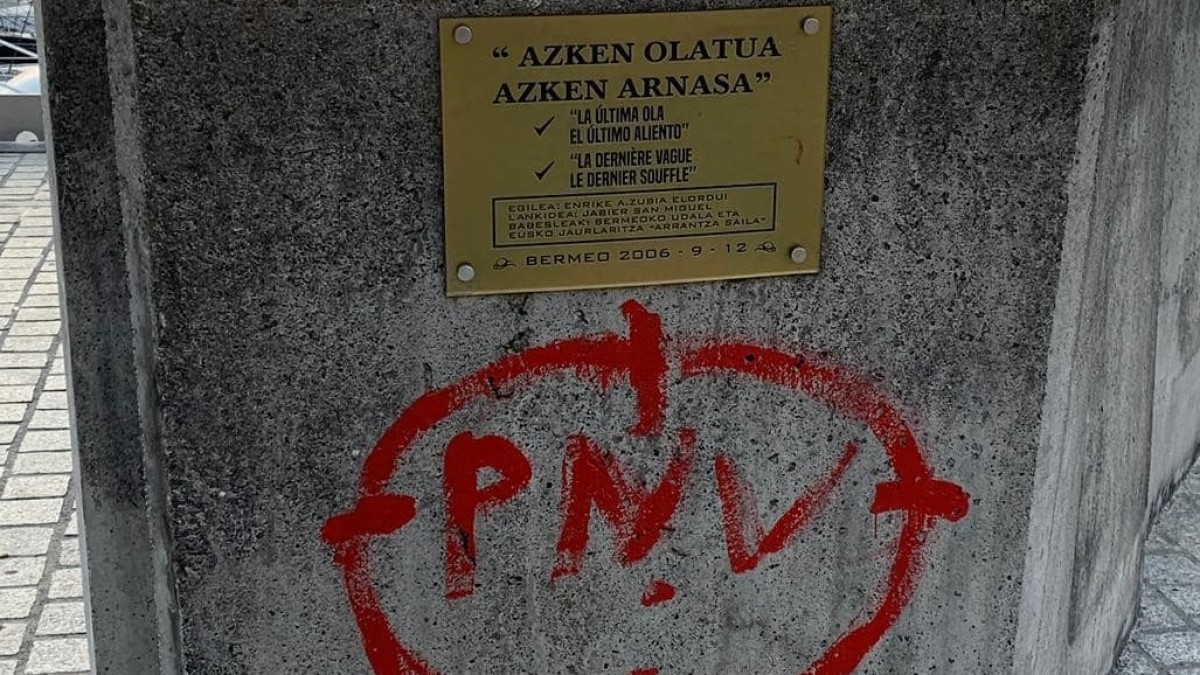 “ AZKEN OLATUA
AZKEN ARNASA”
“LA ÚLTIMA OLA
EL ÚLTIMO ALIENTO”
“LA DERNIÈRE VAGUE
LE DERNIER SOUFFLE”
EGILEA: ENRIKE A.ZUBIA ELORDUI
LANKIDEA: JABIER SAN MIGUEL
BABESLEAK: BERMEOKO UDALA ETA
EUSKO JAURLARITZA "ARRANTZA SAILA"
BERMEO 2006 - 9 - 12
PNV